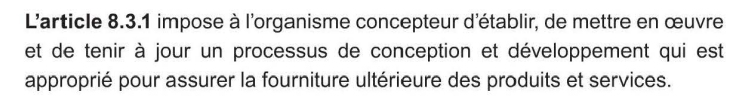 L’article 8.3.1 impose à l’organisme concepteur d’établir, de mettre en œuvre
et de tenir à jour un processus de conception et développement qui est
approprié pour assurer la fourniture ultérieure des produits et services.